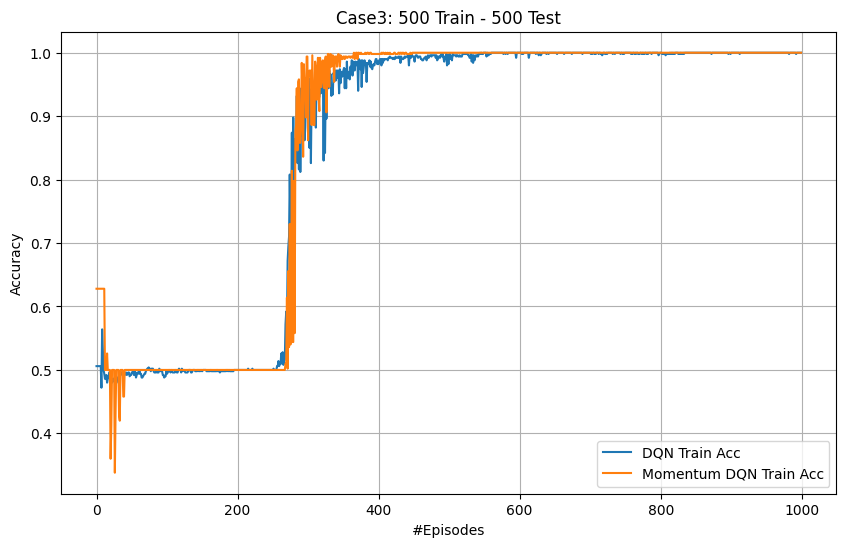 Case3: 500 Train - 500 Test
1.0
0.9
0.8
0.7
0.6
0.5
0.4
Accuracy
0
200
400
600
800
1000
#Episodes
DQN Train Acc
Momentum DQN Train Acc